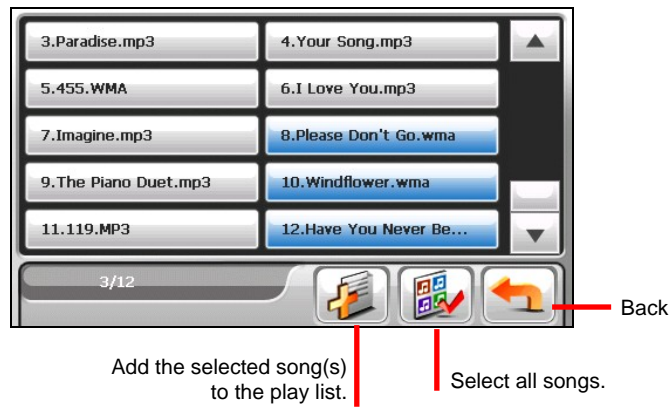 3.Paradise.mp3 4.Your Song.mp3
5.455.WMA 6.I Love You.mp3
7.Imagine.mp3 8.Please Don't Go.wma
9.The Piano Duet.mp3 10.Windflower.wma
11.119.MP3 12.Have You Never Be...
3/12
Back
Add the selected song(s)
to the play list.
Select all songs.